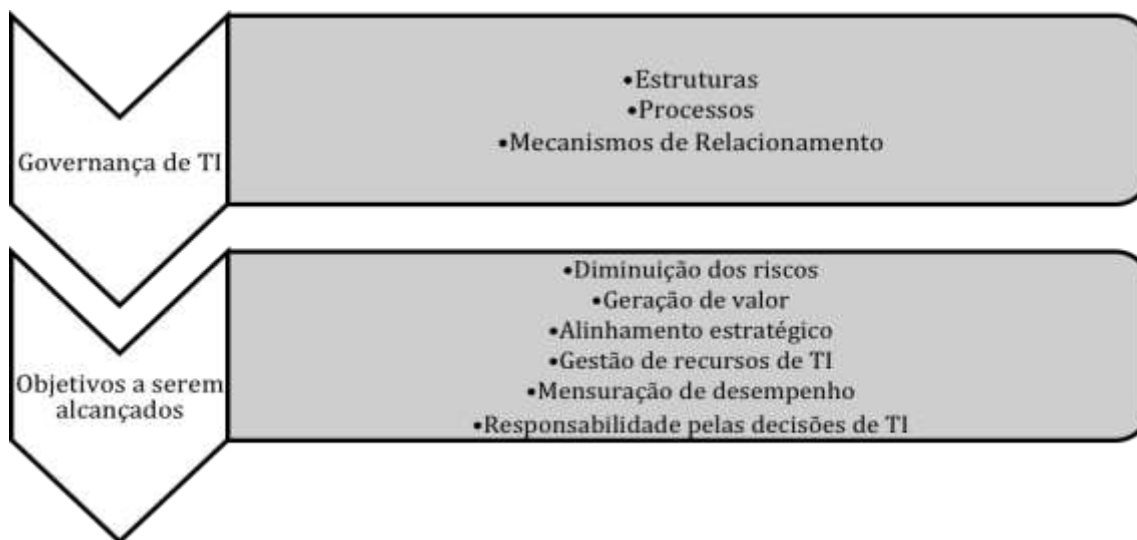 Governança de TI
•Estruturas
•Processos
•Mecanismos de Relacionamento
Objetivos a serem
alcançados
•Diminuição dos riscos
•Geração de valor
•Alinhamento estratégico
•Gestão de recursos de TI
•Mensuração de desempenho
•Responsabilidade pelas decisões de TI